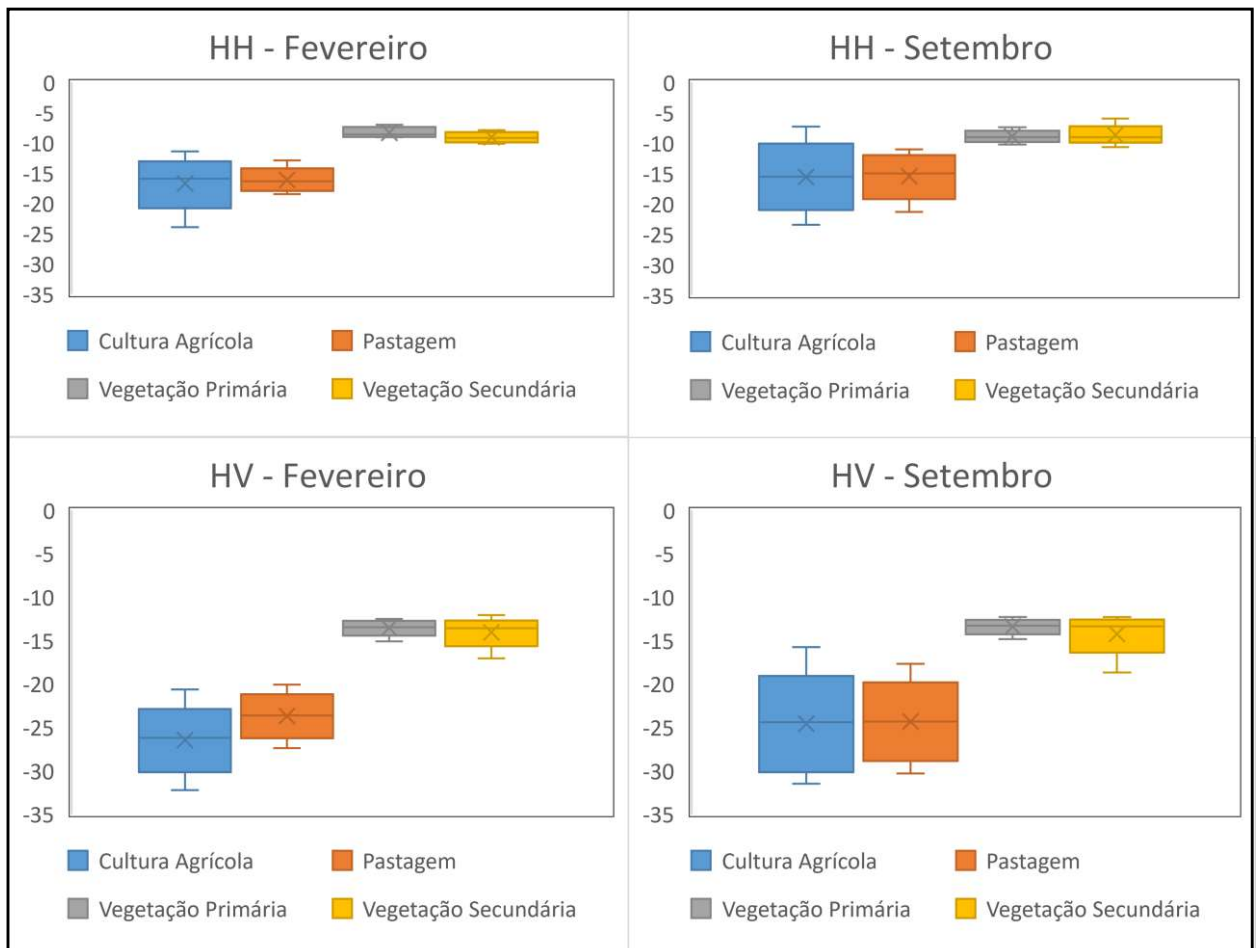 HH - Fevereiro
0
-5
-10
-15
-20
-25
-30
-35
Cultura Agrícola
Pastagem
Vegetação Primária
Vegetação Secundária
HH - Setembro
0
-5
-10
-15
-20
-25
-30
-35
Cultura Agrícola
Pastagem
Vegetação Primária
Vegetação Secundária
HV - Fevereiro
0
-5
-10
-15
-20
-25
-30
-35
Cultura Agrícola
Pastagem
Vegetação Primária
Vegetação Secundária
HV - Setembro
0
-5
-10
-15
-20
-25
-30
-35
Cultura Agrícola
Pastagem
Vegetação Primária
Vegetação Secundária